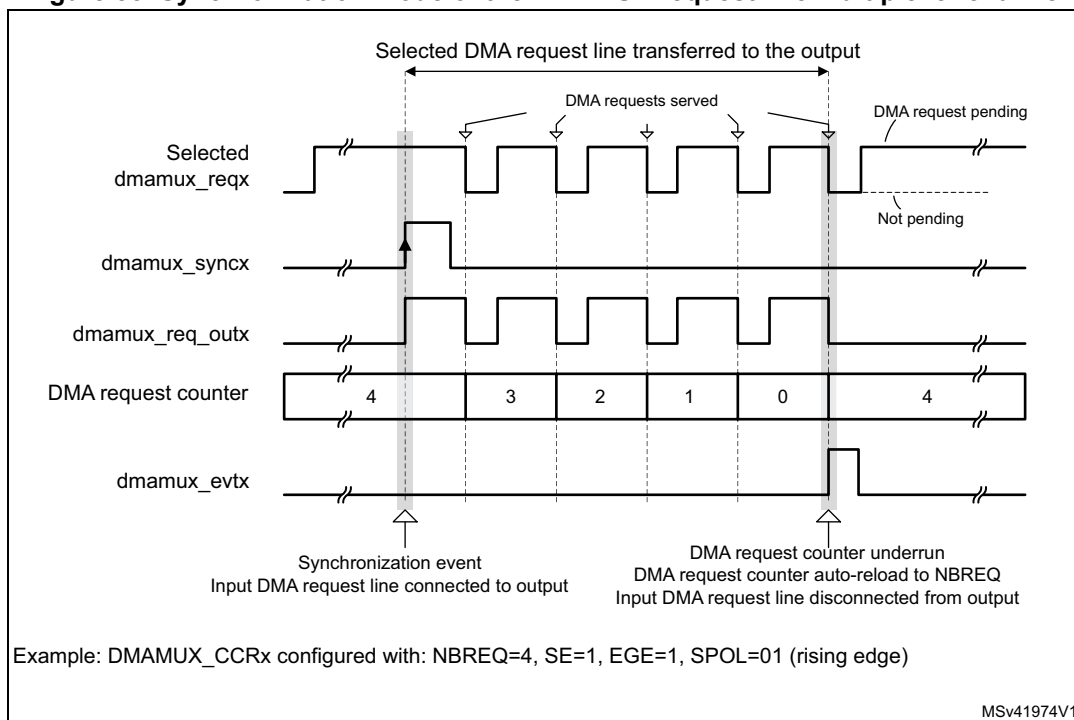 Selected DMA request line transferred to the output
DMA requests served
DMA request pending
Selected
dmamux_reqx
Not pending
dmamux_syncx
dmamux_req_outx
DMA request counter
4
3
2
1
0
4
dmamux_evtx
Synchronization event
Input DMA request line connected to output
DMA request counter underrun
DMA request counter auto-reload to NBREQ
Input DMA request line disconnected from output
Example: DMAMUX_CCRx configured with: NBREQ=4, SE=1, EGE=1, SPOL=01 (rising edge)
MSv41974V1